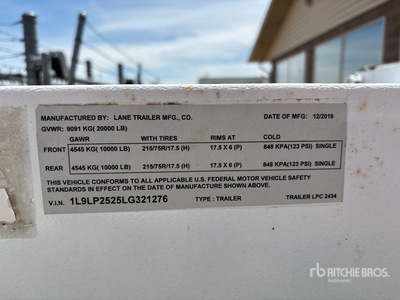 MANUFACTURED BY: LANE TRAILER MFG., CO. DATE OF MFG: 12/2019
GVWR: 9091 KG( 20000 LB)
GAWR WITH TIRES RIMS AT COLD
FRONT 4545 KG( 10000 LB) 215/75R/17.5 (H) 17.5 X 6 (P) 848 KPA(123 PSI) SINGLE
REAR 4545 KG( 10000 LB) 215/75R/17.5 (H) 17.5 X 6 (P) 848 KPA(123 PSI) SINGLE
THIS VEHICLE CONFORMS TO ALL APPLICABLE U.S. FEDERAL MOTOR VEHICLE SAFETY
STANDARDS IN EFFECT ON THE DATE OF MANUFACTURE SHOWN ABOVE.
V.I.N. 1L9LP2525LG321276 TYPE : TRAILER TRAILER LPC 2434
rb RITCHIE BROS.